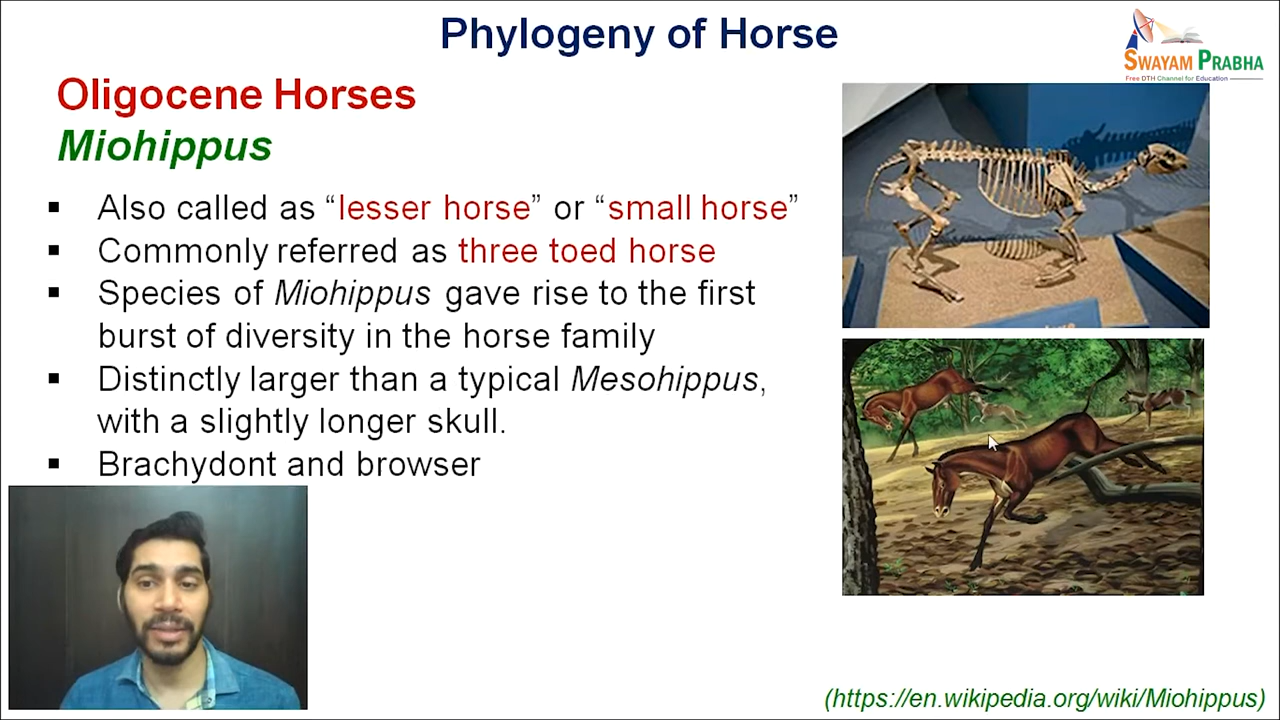 Phylogeny of Horse
SWAYAM PRABHA
Free DTH Channel for Education
Oligocene Horses
Miohippus
▪ Also called as “lesser horse” or “small horse”
▪ Commonly referred as three toed horse
▪ Species of Miohippus gave rise to the first
burst of diversity in the horse family
▪ Distinctly larger than a typical Mesohippus,
with a slightly longer skull.
▪ Brachydont and browser
(https://en.wikipedia.org/wiki/Miohippus)